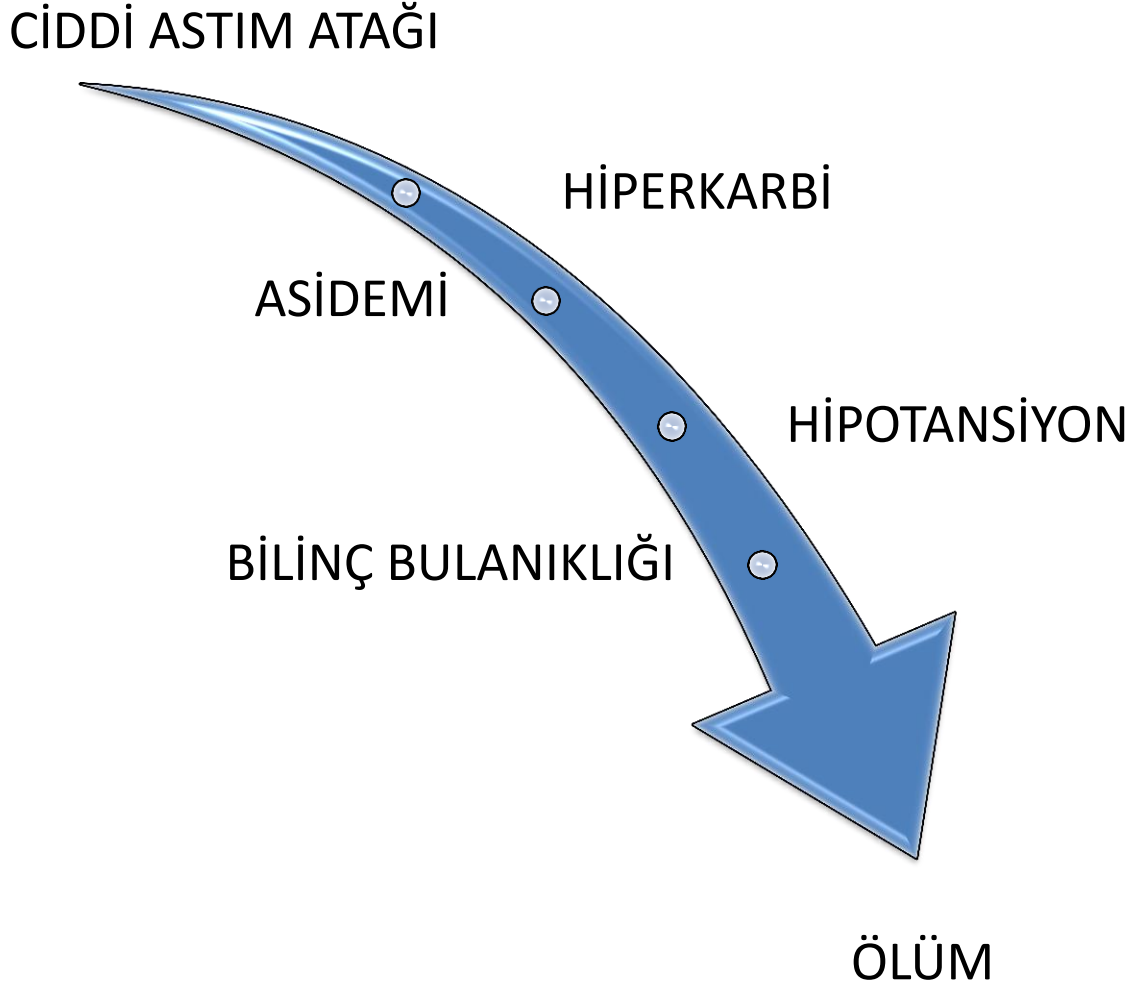 CİDDİ ASTIM ATAĞI
HİPERKARBİ
ASİDEMİ
HİPOTANSİYON
BİLİNÇ BULANIKLIĞI
ÖLÜM